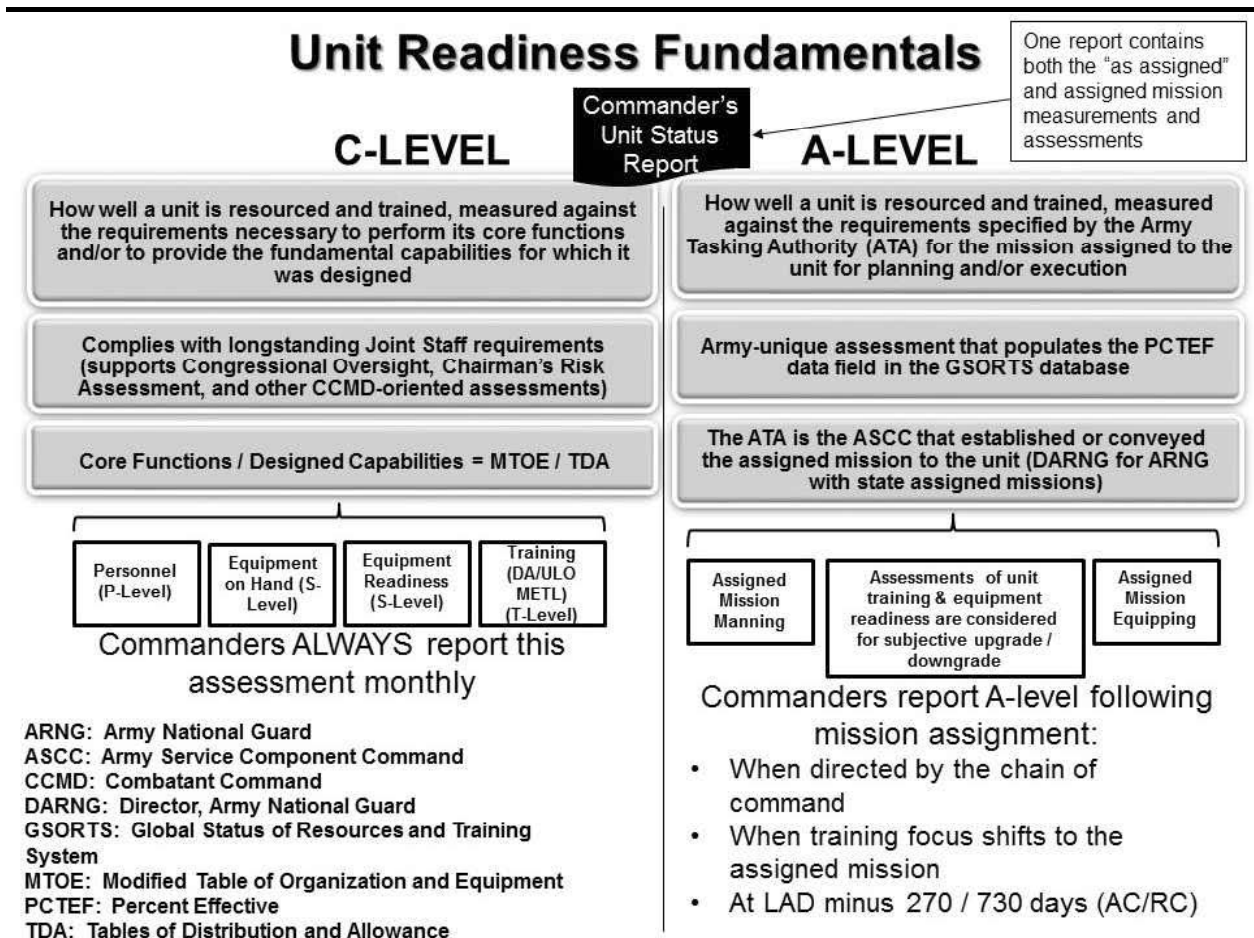 Unit Readiness Fundamentals
One report contains
both the “as assigned”
and assigned mission
measurements and
assessments
Commander’s
Unit Status
Report
C-LEVEL
How well a unit is resourced and trained, measured against
the requirements necessary to perform its core functions
and/or to provide the fundamental capabilities for which it
was designed
Complies with longstanding Joint Staff requirements
(supports Congressional Oversight, Chairman’s Risk
Assessment, and other CCMD-oriented assessments)
Core Functions / Designed Capabilities = MTOE / TDA
Personnel
(P-Level)
Equipment
on Hand (S-
Level)
Equipment
Readiness
(S-Level)
Training
(DA/ULO
METL)
(T-Level)
Commanders ALWAYS report this
assessment monthly
ARNG: Army National Guard
ASCC: Army Service Component Command
CCMD: Combatant Command
DARNG: Director, Army National Guard
GSORTS: Global Status of Resources and Training
System
MTOE: Modified Table of Organization and Equipment
PCTEF: Percent Effective
TDA: Tables of Distribution and Allowance
A-LEVEL
How well a unit is resourced and trained, measured
against the requirements specified by the Army
Tasking Authority (ATA) for the mission assigned to the
unit for planning and/or execution
Army-unique assessment that populates the PCTEF
data field in the GSORTS database
The ATA is the ASCC that established or conveyed
the assigned mission to the unit (DARNG for ARNG
with state assigned missions)
Assigned
Mission
Manning
Assessments of unit
training & equipment
readiness are considered
for subjective upgrade /
downgrade
Assigned
Mission
Equipping
Commanders report A-level following
mission assignment:
• When directed by the chain of
command
• When training focus shifts to the
assigned mission
• At LAD minus 270 / 730 days (AC/RC)